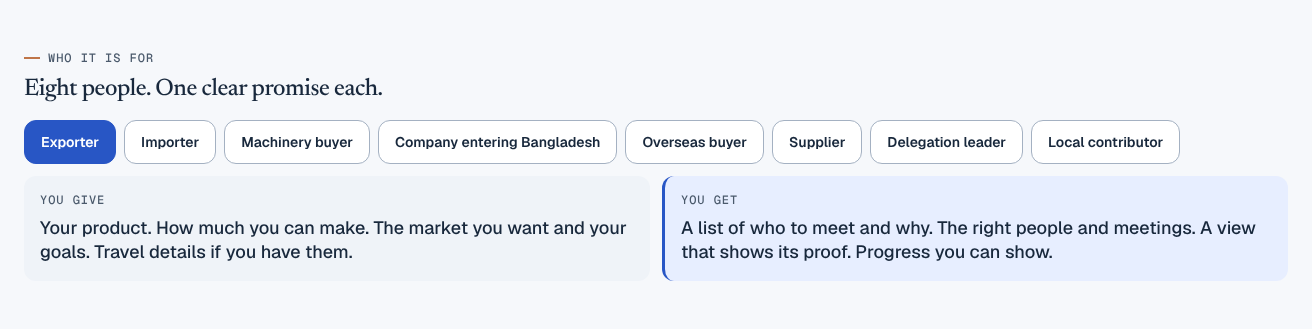 WHO IT IS FOR
Eight people. One clear promise each.
Exporter
Importer
Machinery buyer
Company entering Bangladesh
Overseas buyer
Supplier
Delegation leader
Local contributor
YOU GIVE
Your product. How much you can make. The market you want and your
goals. Travel details if you have them.
YOU GET
A list of who to meet and why. The right people and meetings. A view
that shows its proof. Progress you can show.